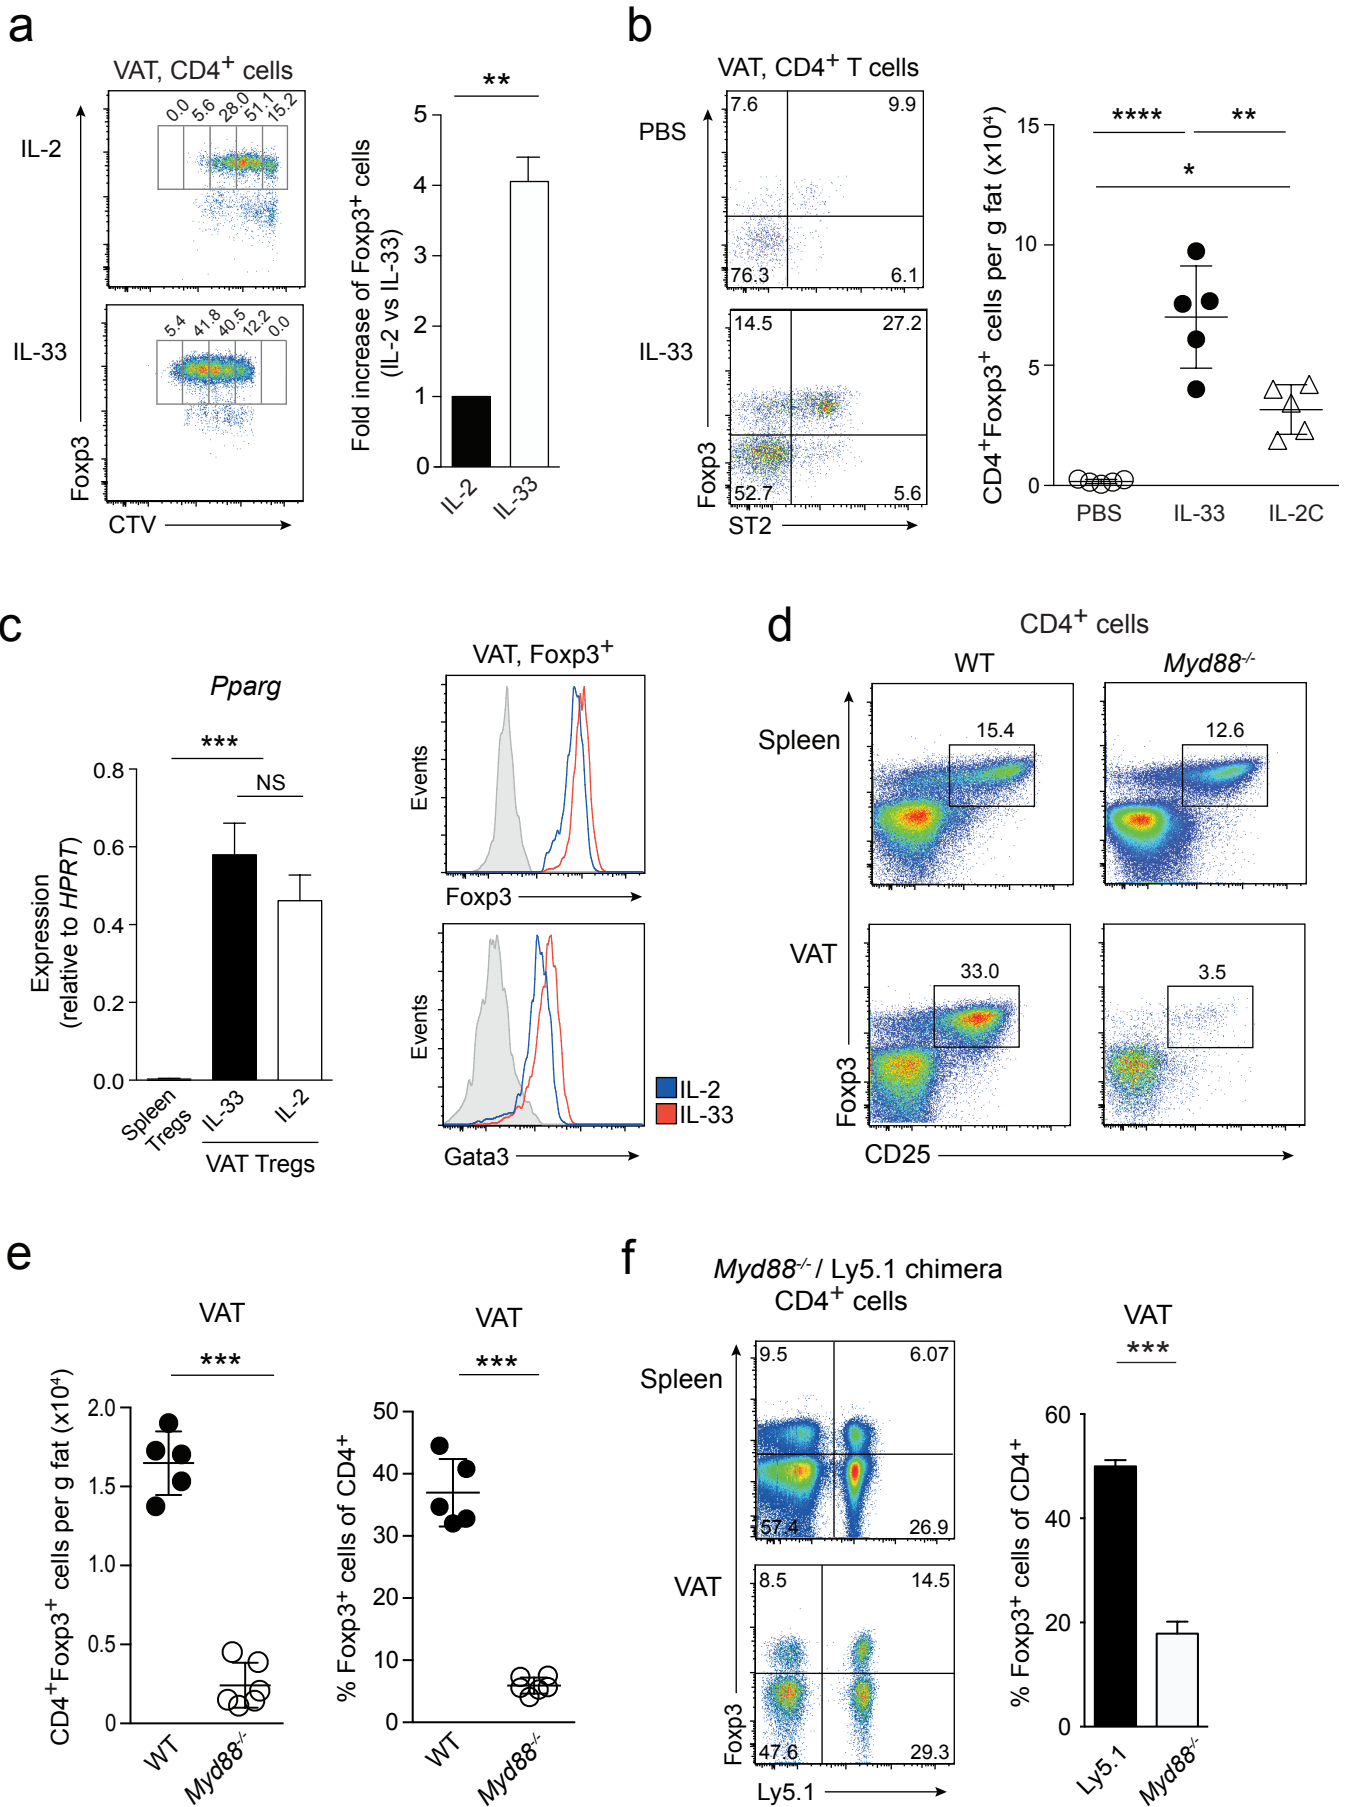 a
VAT, CD4+ cells
IL-2
0.0 5.6 28.0 51.1 15.2
IL-33
5.4 41.8 40.5 12.2 0.0
Foxp3
CTV
**
Fold increase of Foxp3+ cells
(IL-2 vs IL-33)
5
4
3
2
1
0
IL-2
IL-33
b
VAT, CD4+ T cells
PBS
7.6 9.9
76.3 6.1
IL-33
14.5 27.2
52.7 5.6
Foxp3
ST2
CD4+Foxp3+ cells per g fat (x10⁴)
**** **
*
15
10
5
0
PBS IL-33 IL-2C
c
Pparg
***
NS
Expression
(relative to HPRT)
0.8
0.6
0.4
0.2
0.0
Spleen
Tregs
IL-33
IL-2
VAT Tregs
VAT, Foxp3+
Events
Foxp3
Events
Gata3
IL-2
IL-33
d
CD4+ cells
WT Myd88-/-
Spleen
15.4 12.6
VAT
33.0 3.5
Foxp3
CD25
e
VAT
***
CD4+Foxp3+ cells per g fat (x10⁴)
2.0
1.5
1.0
0.5
0
WT
Myd88-/-
VAT
***
% Foxp3+ cells of CD4+
50
40
30
20
10
0
WT
Myd88-/-
f
Myd88-/- / Ly5.1 chimera
CD4+ cells
Spleen
9.5 6.07
57.4 26.9
VAT
8.5 14.5
47.6 29.3
Foxp3
Ly5.1
VAT
***
% Foxp3+ cells of CD4+
60
40
20
0
Ly5.1
Myd88-/-